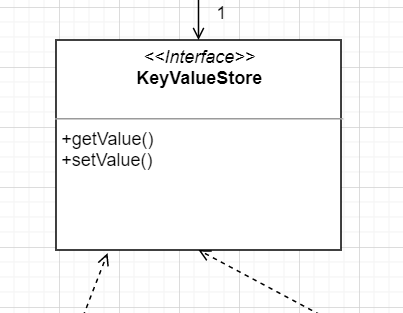 1
<<Interface>>
KeyValueStore
+getValue()
+setValue()